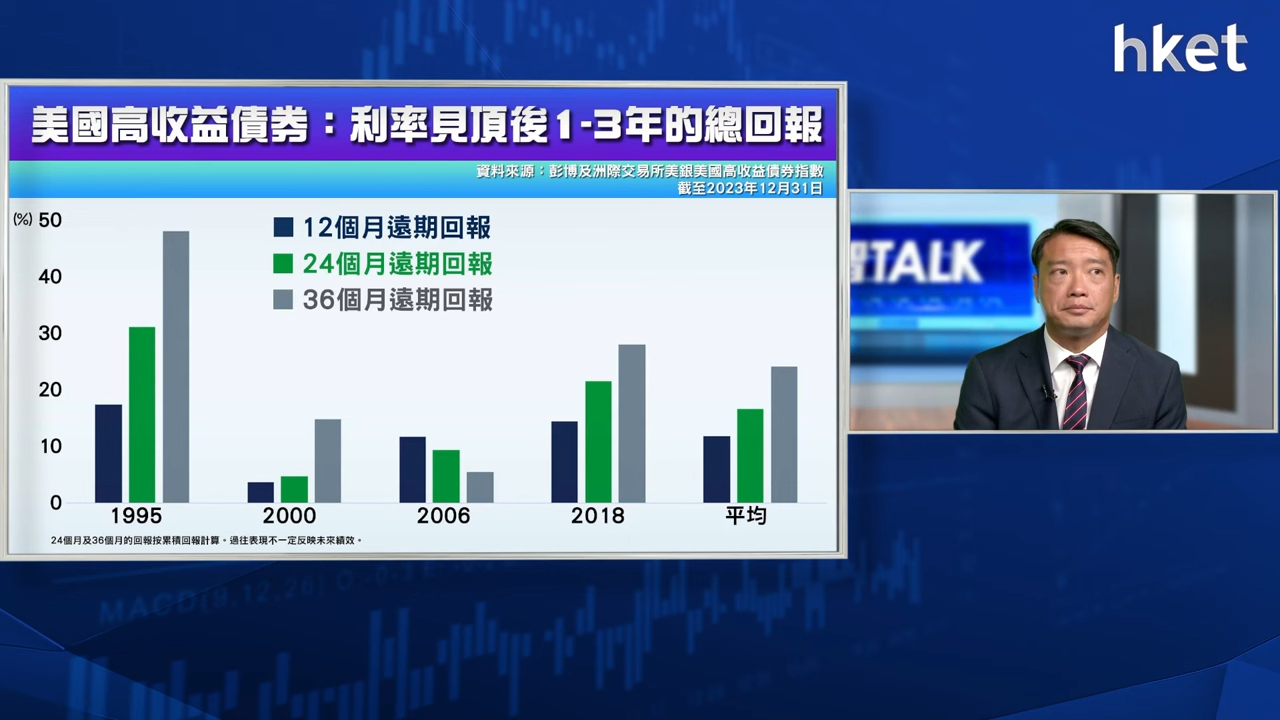 hket
美國高收益債券：利率見頂後1-3年的總回報
資料來源：彭博及洲際交易所美銀美國高收益債券指數
截至2023年12月31日
(%) 50
40
30
20
10
0
12個月遠期回報
24個月遠期回報
36個月遠期回報
1995 2000 2006 2018 平均
24個月及36個月的回報按累積回報計算。過往表現不一定反映未來績效。
TALK
MACD(9,12,26)